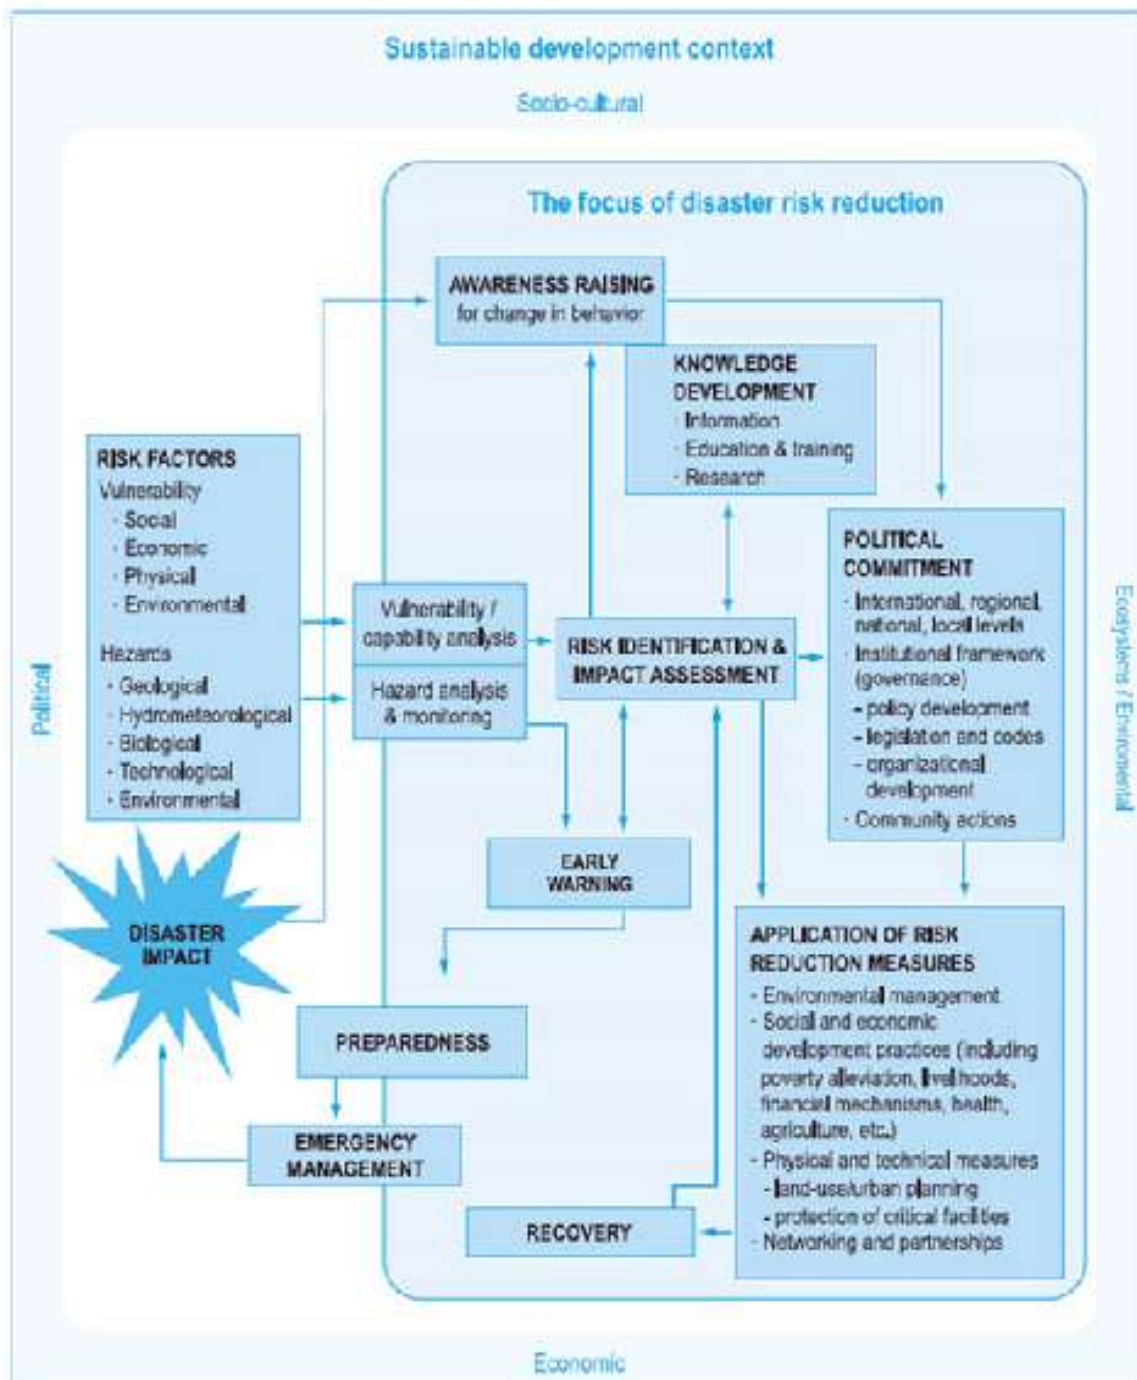 Sustainable development context
Socio-cultural
The focus of disaster risk reduction
AWARENESS RAISING
for change in behavior
KNOWLEDGE
DEVELOPMENT
· Information
· Education & training
· Research
RISK FACTORS
Vulnerability
· Social
· Economic
· Physical
· Environmental
Hazards
· Geological
· Hydrometeorological
· Biological
· Technological
· Environmental
Vulnerability /
capability analysis
Hazard analysis
& monitoring
RISK IDENTIFICATION &
IMPACT ASSESSMENT
POLITICAL
COMMITMENT
· International, regional,
national, local levels
· Institutional framework
(governance)
- policy development
- legislation and codes
- organizational
development
· Community actions
Political
Ecosystems / Enviromental
EARLY
WARNING
DISASTER
IMPACT
PREPAREDNESS
EMERGENCY
MANAGEMENT
APPLICATION OF RISK
REDUCTION MEASURES
· Environmental management
· Social and economic
development practices (including
poverty alleviation, livelihoods,
financial mechanisms, health,
agriculture, etc.)
· Physical and technical measures
- land-use/urban planning
- protection of critical facilities
· Networking and partnerships
RECOVERY
Economic